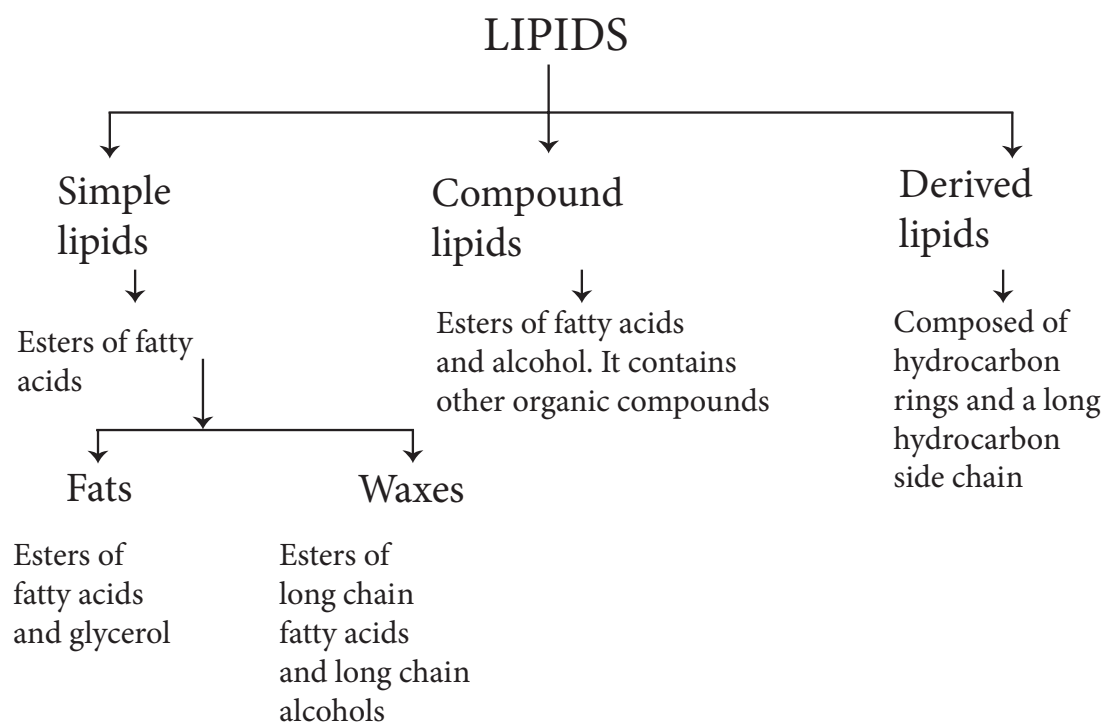 LIPIDS
Simple
lipids
Compound
lipids
Derived
lipids
Esters of fatty
acids
Esters of fatty acids
and alcohol. It contains
other organic compounds
Composed of
hydrocarbon
rings and a long
hydrocarbon
side chain
Fats
Waxes
Esters of
fatty acids
and glycerol
Esters of
long chain
fatty acids
and long chain
alcohols